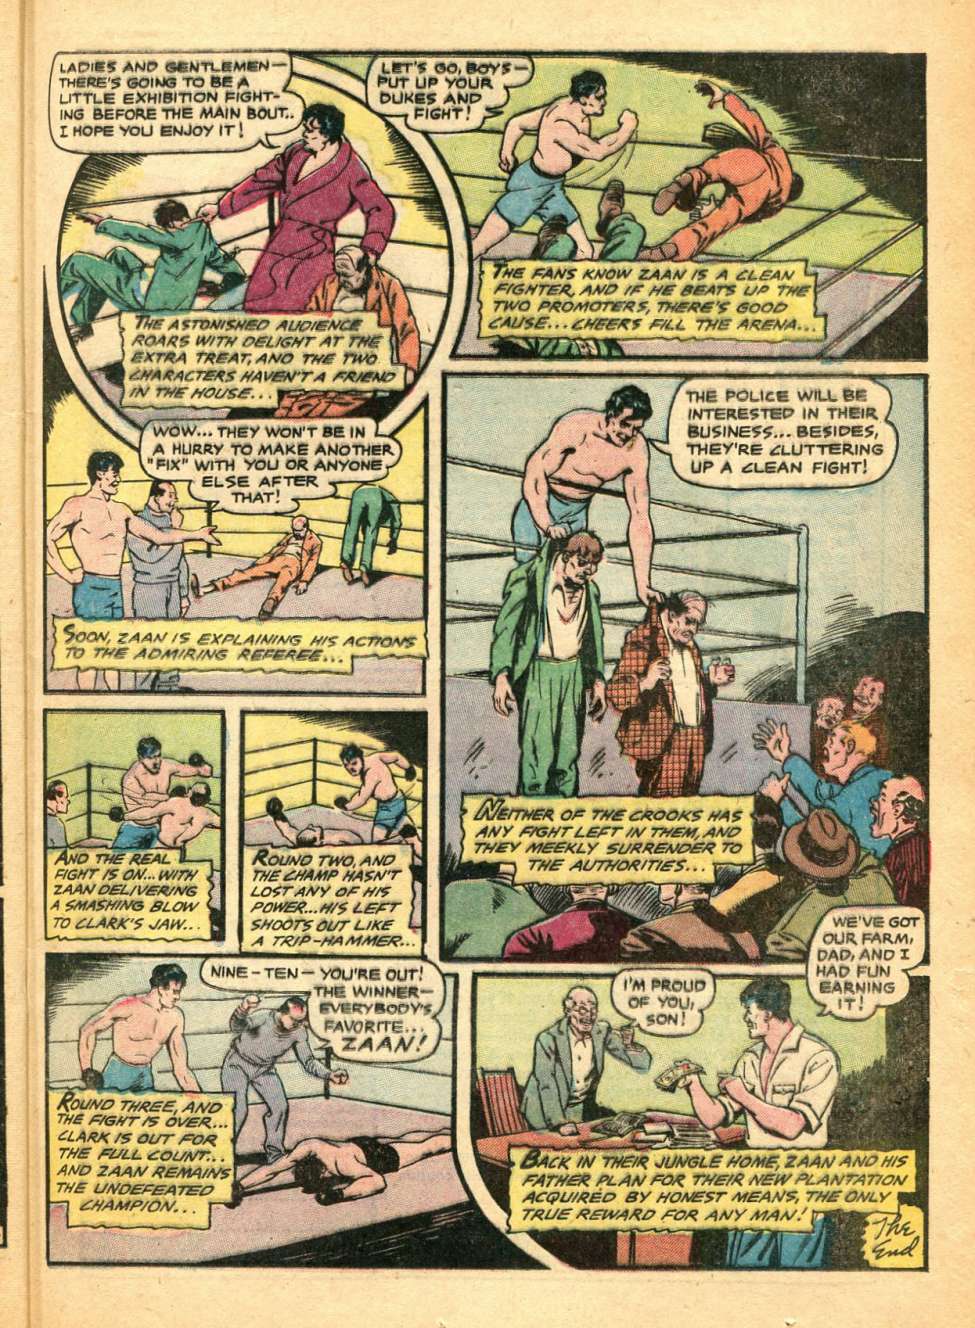 LADIES AND GENTLEMEN—
THERE'S GOING TO BE A
LITTLE EXHIBITION FIGHT-
ING BEFORE THE MAIN BOUT..
I HOPE YOU ENJOY IT!
THE ASTONISHED AUDIENCE
ROARS WITH DELIGHT AT THE
EXTRA TREAT, AND THE TWO
CHARACTERS HAVEN'T A FRIEND
IN THE HOUSE...
LET'S GO, BOYS—
PUT UP YOUR
DUKES AND
FIGHT!
THE FANS KNOW ZAAN IS A CLEAN
FIGHTER, AND IF HE BEATS UP THE
TWO PROMOTERS, THERE'S GOOD
CAUSE... CHEERS FILL THE ARENA...
WOW... THEY WON'T BE IN
A HURRY TO MAKE ANOTHER
"FIX" WITH YOU OR ANYONE
ELSE AFTER
THAT!
SOON, ZAAN IS EXPLAINING HIS ACTIONS
TO THE ADMIRING REFEREE...
THE POLICE WILL BE
INTERESTED IN THEIR
BUSINESS... BESIDES,
THEY'RE CLUTTERING
UP A CLEAN FIGHT!
NEITHER OF THE CROOKS HAS
ANY FIGHT LEFT IN THEM, AND
THEY MEEKLY SURRENDER TO
THE AUTHORITIES...
AND THE REAL
FIGHT IS ON... WITH
ZAAN DELIVERING
A SMASHING BLOW
TO CLARK'S JAW...
ROUND TWO, AND
THE CHAMP HASN'T
LOST ANY OF HIS
POWER... HIS LEFT
SHOOTS OUT LIKE
A TRIP-HAMMER...
NINE-TEN— YOU'RE OUT!
THE WINNER—
EVERYBODY'S
FAVORITE...
ZAAN!
ROUND THREE, AND
THE FIGHT IS OVER...
CLARK IS OUT FOR
THE FULL COUNT...
AND ZAAN REMAINS
THE UNDEFEATED
CHAMPION...
I'M PROUD
OF YOU,
SON!
WE'VE GOT
OUR FARM,
DAD, AND I
HAD FUN
EARNING
IT!
BACK IN THEIR JUNGLE HOME, ZAAN AND HIS
FATHER PLAN FOR THEIR NEW PLANTATION
ACQUIRED BY HONEST MEANS, THE ONLY
TRUE REWARD FOR ANY MAN!
The
End